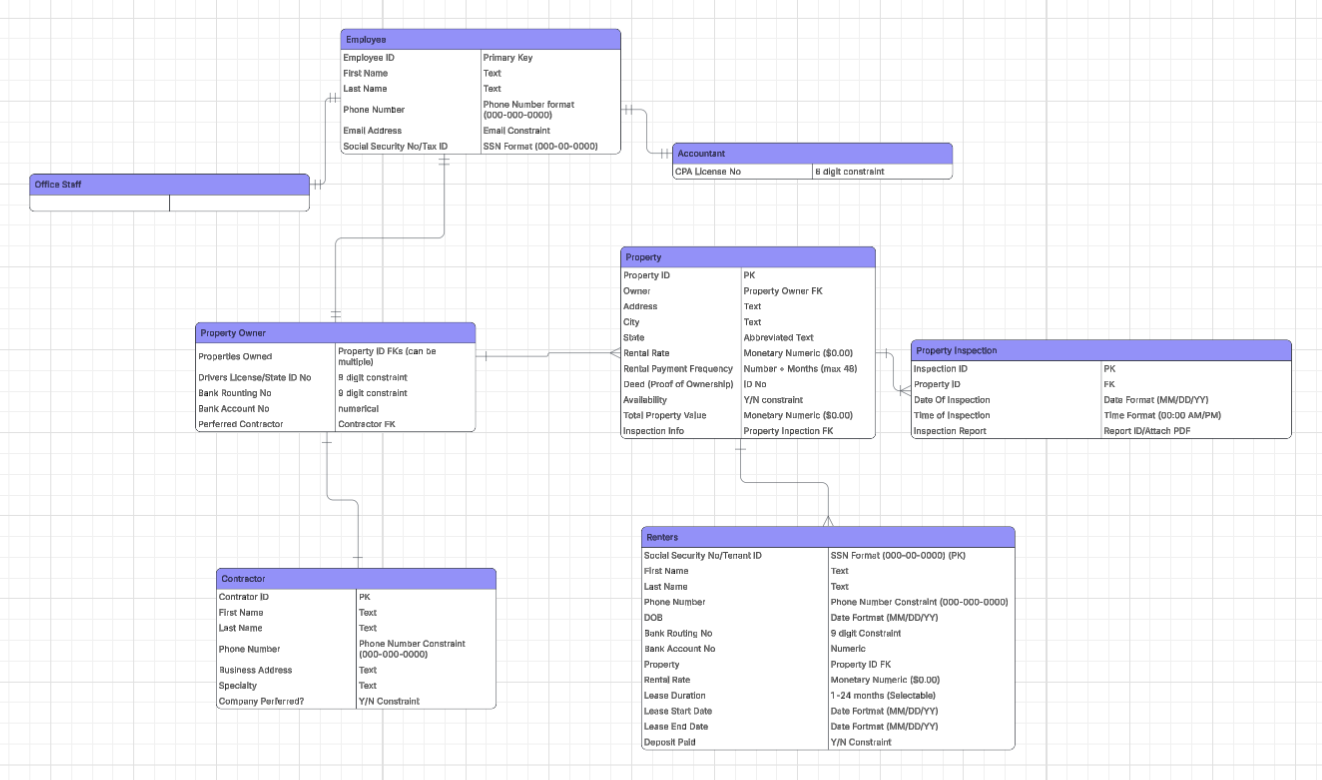 Employee
Employee ID Primary Key
First Name Text
Last Name Text
Phone Number Phone Number format
(000-000-0000)
Email Address Email Constraint
Social Security No/Tax ID SSN Format (000-00-0000)
Accountant
CPA License No 8 digit constraint
Office Staff
Property
Property ID PK
Owner Property Owner FK
Address Text
City Text
State Abbreviated Text
Rental Rate Monetary Numeric ($0.00)
Rental Payment Frequency Number + Months (max 48)
Deed (Proof of Ownership) ID No
Availability Y/N constraint
Total Property Value Monetary Numeric ($0.00)
Inspection Info Property Inpection FK
Property Owner
Properties Owned Property ID FKs (can be
multiple)
Drivers License/State ID No 9 digit constraint
Bank Rounting No 9 digit constraint
Bank Account No numerical
Perferred Contractor Contractor FK
Property Inspection
Inspection ID PK
Property ID FK
Date Of Inspection Date Format (MM/DD/YY)
Time of Inspection Time Format (00:00 AM/PM)
Inspection Report Report ID/Attach PDF
Renters
Social Security No/Tenant ID SSN Format (000-00-0000) (PK)
First Name Text
Last Name Text
Phone Number Phone Number Constraint (000-000-0000)
DOB Date Fortmat (MM/DD/YY)
Bank Routing No 9 digit Constraint
Bank Account No Numeric
Property Property ID FK
Rental Rate Monetary Numeric ($0.00)
Lease Duration 1-24 months (Selectable)
Lease Start Date Date Fortmat (MM/DD/YY)
Lease End Date Date Fortmat (MM/DD/YY)
Deposit Paid Y/N Constraint
Contractor
Contrator ID PK
First Name Text
Last Name Text
Phone Number Phone Number Constraint
(000-000-0000)
Business Address Text
Specialty Text
Company Perferred? Y/N Constraint